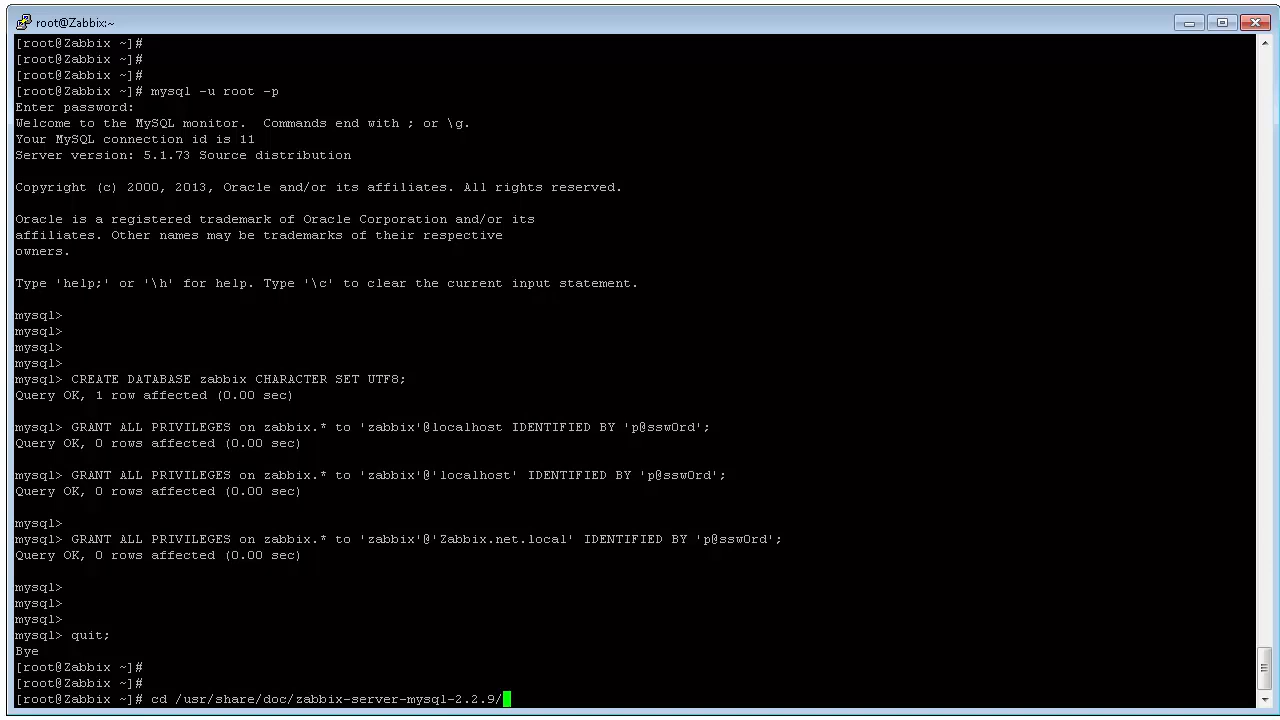 root@Zabbix:~
[root@Zabbix ~]#
[root@Zabbix ~]#
[root@Zabbix ~]#
[root@Zabbix ~]# mysql -u root -p
Enter password:
Welcome to the MySQL monitor.  Commands end with ; or \g.
Your MySQL connection id is 11
Server version: 5.1.73 Source distribution
Copyright (c) 2000, 2013, Oracle and/or its affiliates. All rights reserved.
Oracle is a registered trademark of Oracle Corporation and/or its
affiliates. Other names may be trademarks of their respective
owners.
Type 'help;' or '\h' for help. Type '\c' to clear the current input statement.
mysql>
mysql>
mysql>
mysql>
mysql> CREATE DATABASE zabbix CHARACTER SET UTF8;
Query OK, 1 row affected (0.00 sec)
mysql> GRANT ALL PRIVILEGES on zabbix.* to 'zabbix'@localhost IDENTIFIED BY 'p@ssw0rd';
Query OK, 0 rows affected (0.00 sec)
mysql> GRANT ALL PRIVILEGES on zabbix.* to 'zabbix'@'localhost' IDENTIFIED BY 'p@ssw0rd';
Query OK, 0 rows affected (0.00 sec)
mysql>
mysql> GRANT ALL PRIVILEGES on zabbix.* to 'zabbix'@'Zabbix.net.local' IDENTIFIED BY 'p@ssw0rd';
Query OK, 0 rows affected (0.00 sec)
mysql>
mysql>
mysql>
mysql> quit;
Bye
[root@Zabbix ~]#
[root@Zabbix ~]#
[root@Zabbix ~]# cd /usr/share/doc/zabbix-server-mysql-2.2.9/